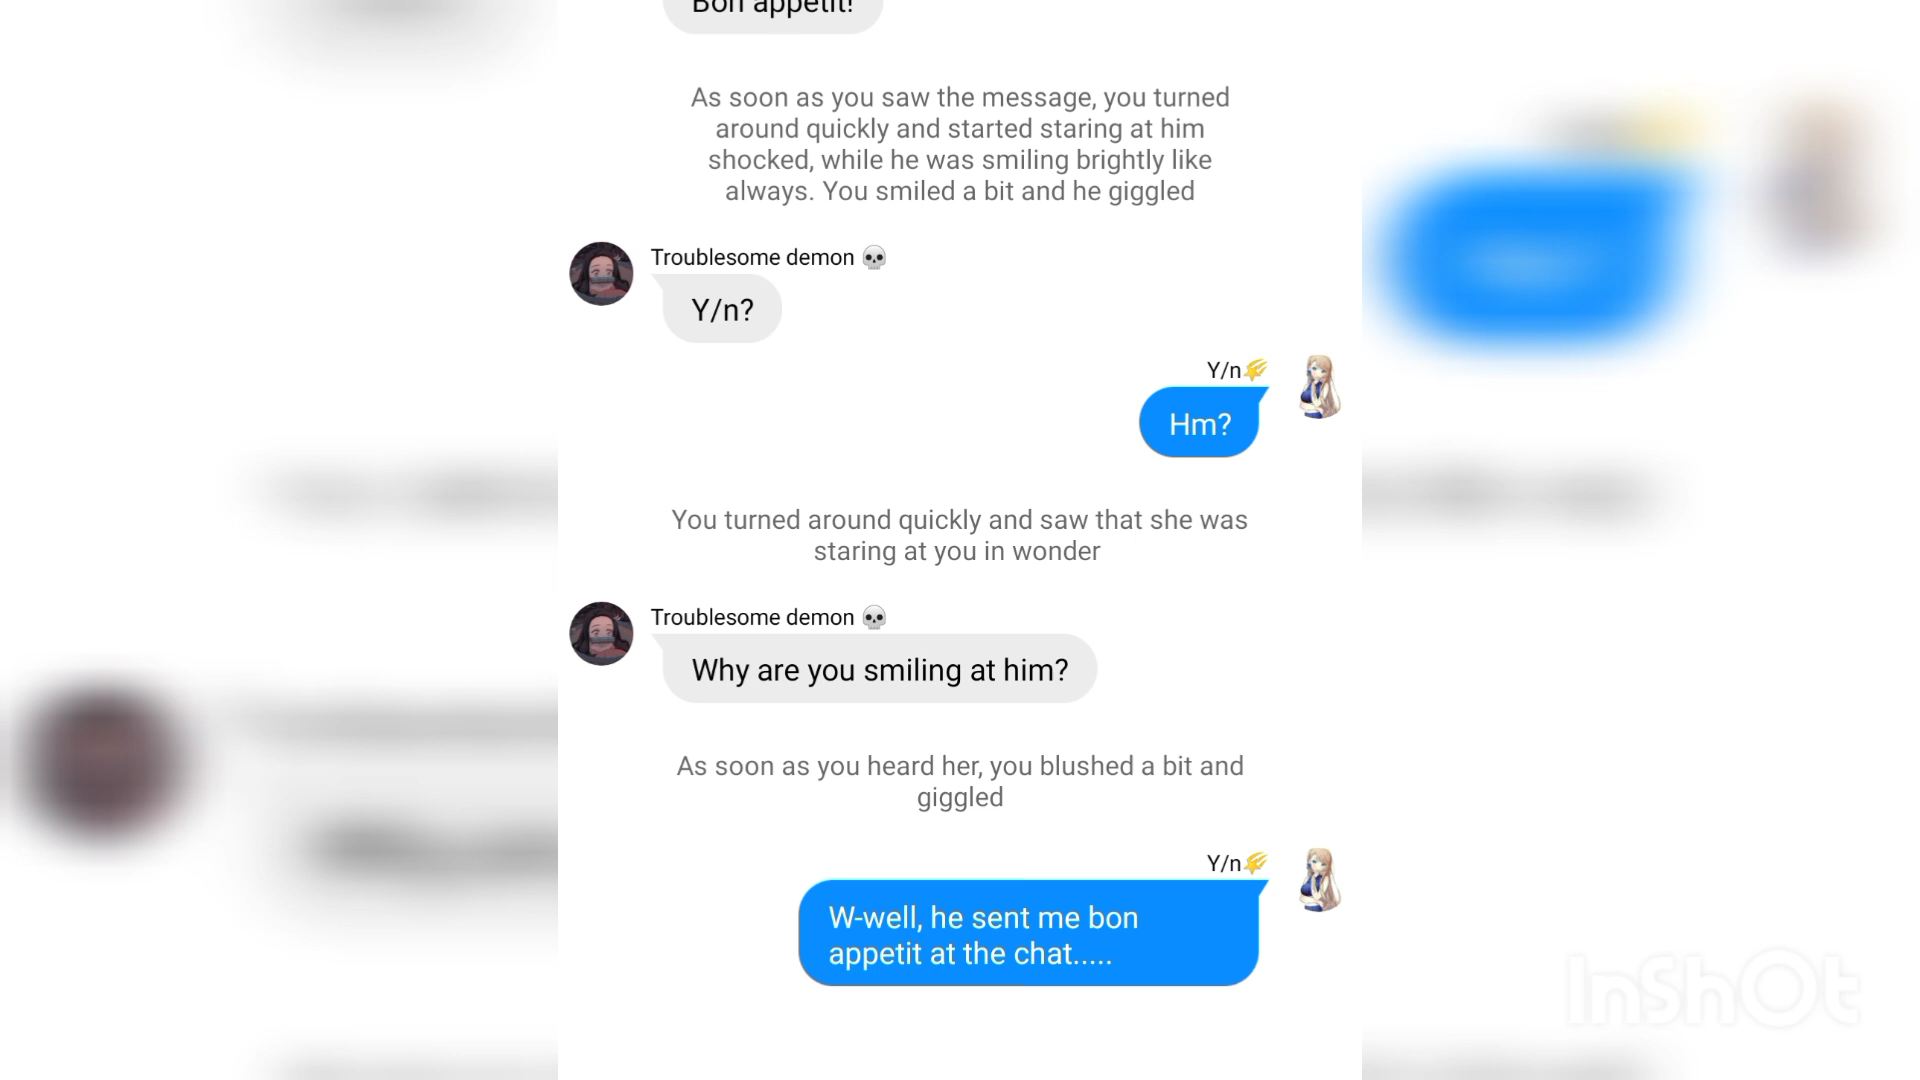 Bon appetit!
As soon as you saw the message, you turned
around quickly and started staring at him
shocked, while he was smiling brightly like
always. You smiled a bit and he giggled
Troublesome demon 💀
Y/n?
Y/n🌠
Hm?
You turned around quickly and saw that she was
staring at you in wonder
Troublesome demon 💀
Why are you smiling at him?
As soon as you heard her, you blushed a bit and
giggled
Y/n🌠
W-well, he sent me bon
appetit at the chat.....
InShOt